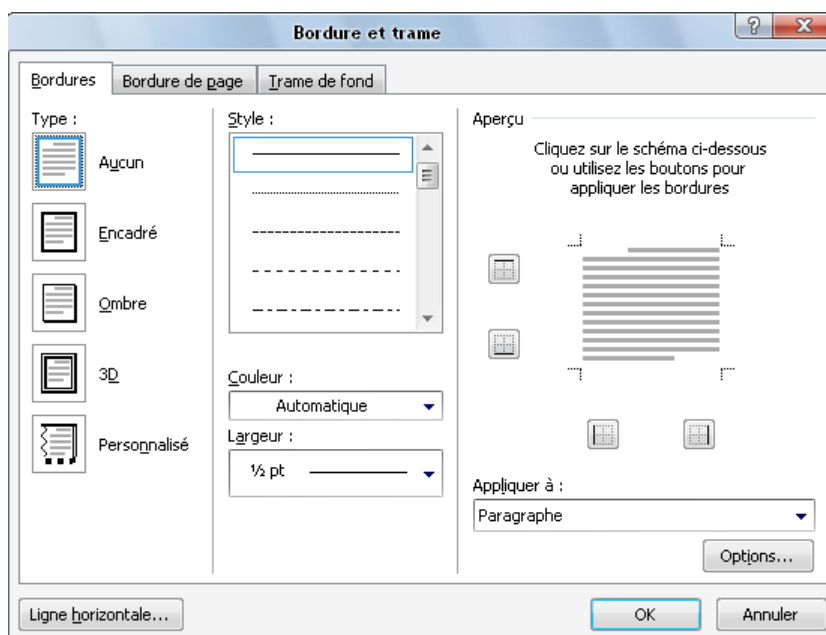 Bordure et trame
Bordures
Bordure de page
Trame de fond
Type :
Aucun
Encadré
Ombre
3D
Personnalisé
Style :
Couleur :
Automatique
Largeur :
½ pt
Aperçu
Cliquez sur le schéma ci-dessous
ou utilisez les boutons pour
appliquer les bordures
Appliquer à :
Paragraphe
Options...
Ligne horizontale...
OK
Annuler